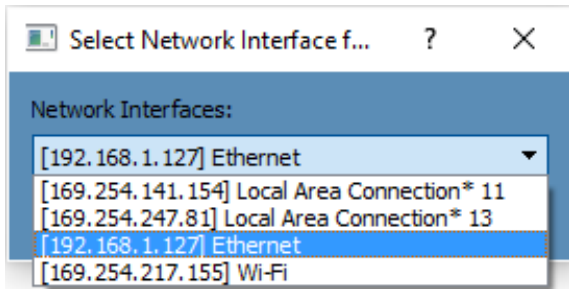 Select Network Interface f... ?
Network Interfaces:
[192.168.1.127] Ethernet
[169.254.141.154] Local Area Connection* 11
[169.254.247.81] Local Area Connection* 13
[192.168.1.127] Ethernet
[169.254.217.155] Wi-Fi